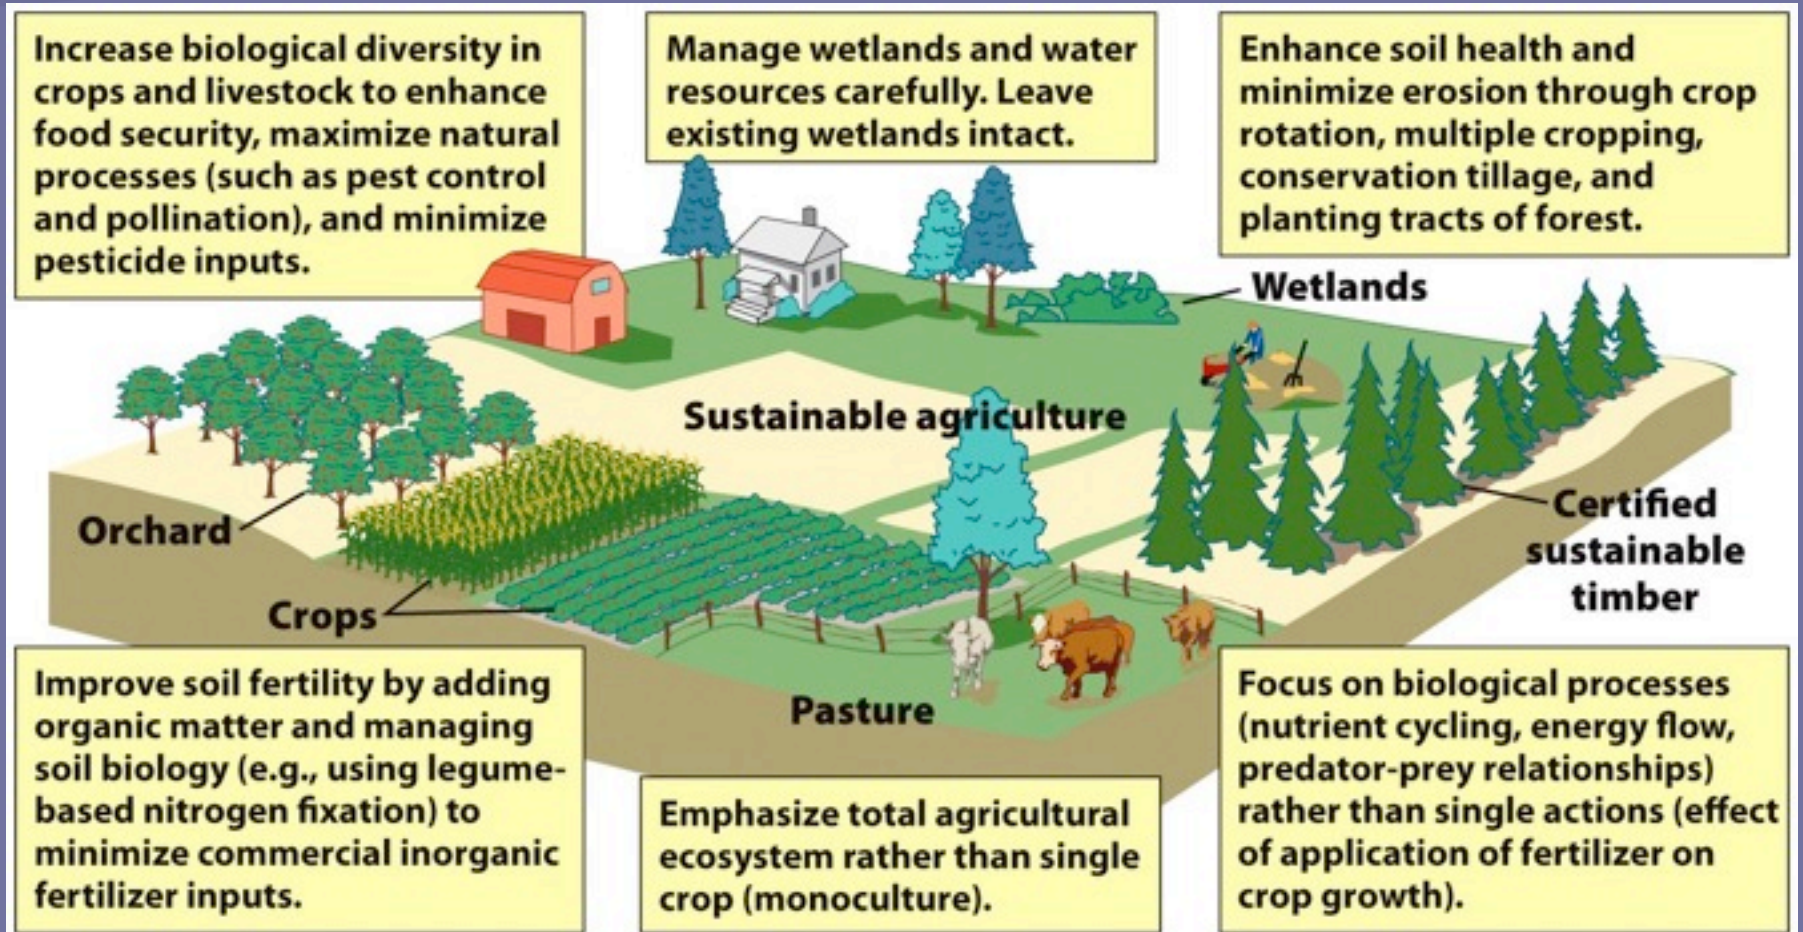 Increase biological diversity in
crops and livestock to enhance
food security, maximize natural
processes (such as pest control
and pollination), and minimize
pesticide inputs.
Manage wetlands and water
resources carefully. Leave
existing wetlands intact.
Enhance soil health and
minimize erosion through crop
rotation, multiple cropping,
conservation tillage, and
planting tracts of forest.
Wetlands
Sustainable agriculture
Orchard
Certified
sustainable
timber
Crops
Pasture
Improve soil fertility by adding
organic matter and managing
soil biology (e.g., using legume-
based nitrogen fixation) to
minimize commercial inorganic
fertilizer inputs.
Emphasize total agricultural
ecosystem rather than single
crop (monoculture).
Focus on biological processes
(nutrient cycling, energy flow,
predator-prey relationships)
rather than single actions (effect
of application of fertilizer on
crop growth).